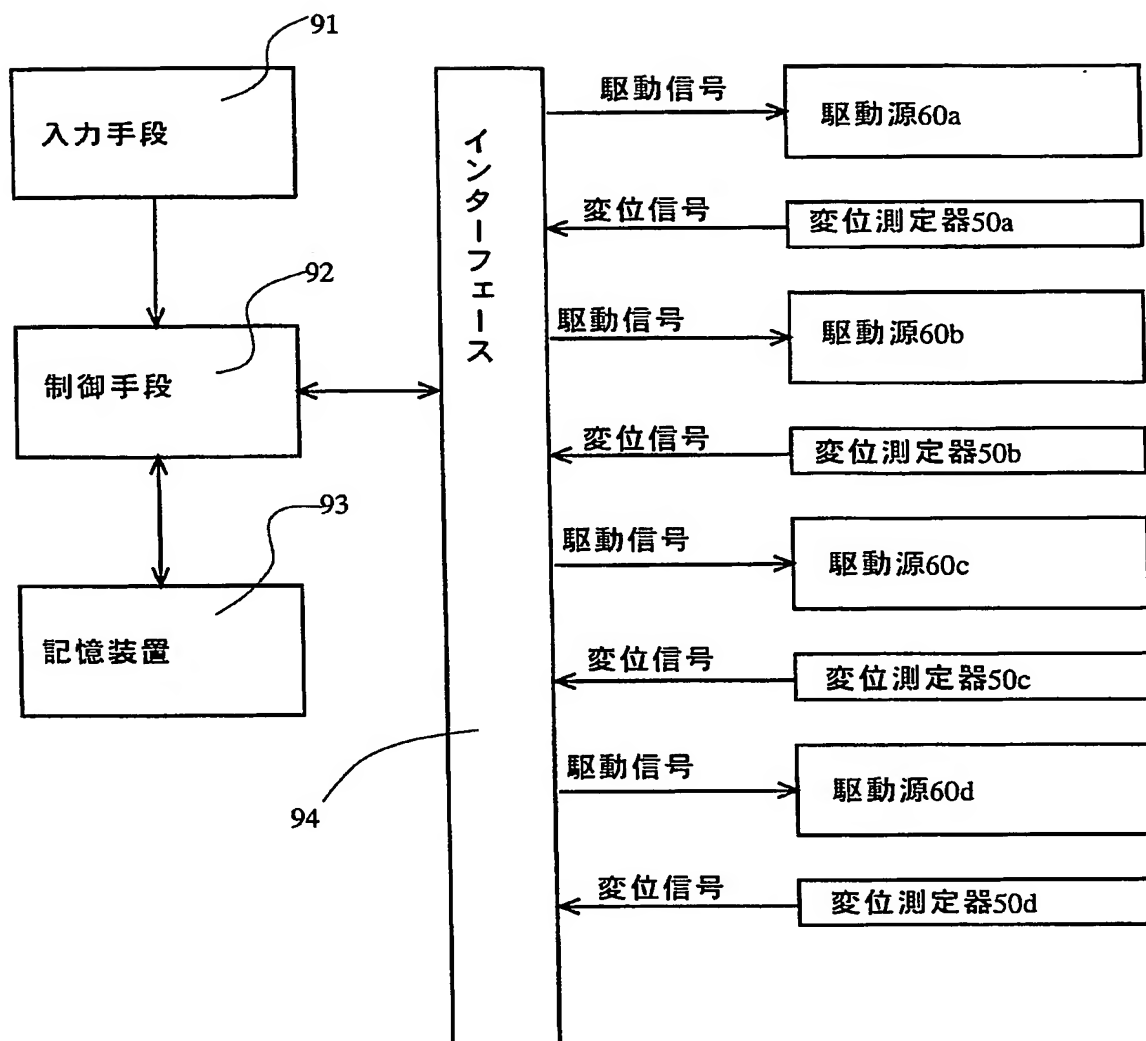 91
入力手段
92
制御手段
93
記憶装置
インターフェース
94
駆動信号
駆動源60a
変位信号
変位測定器50a
駆動信号
駆動源60b
変位信号
変位測定器50b
駆動信号
駆動源60c
変位信号
変位測定器50c
駆動信号
駆動源60d
変位信号
変位測定器50d